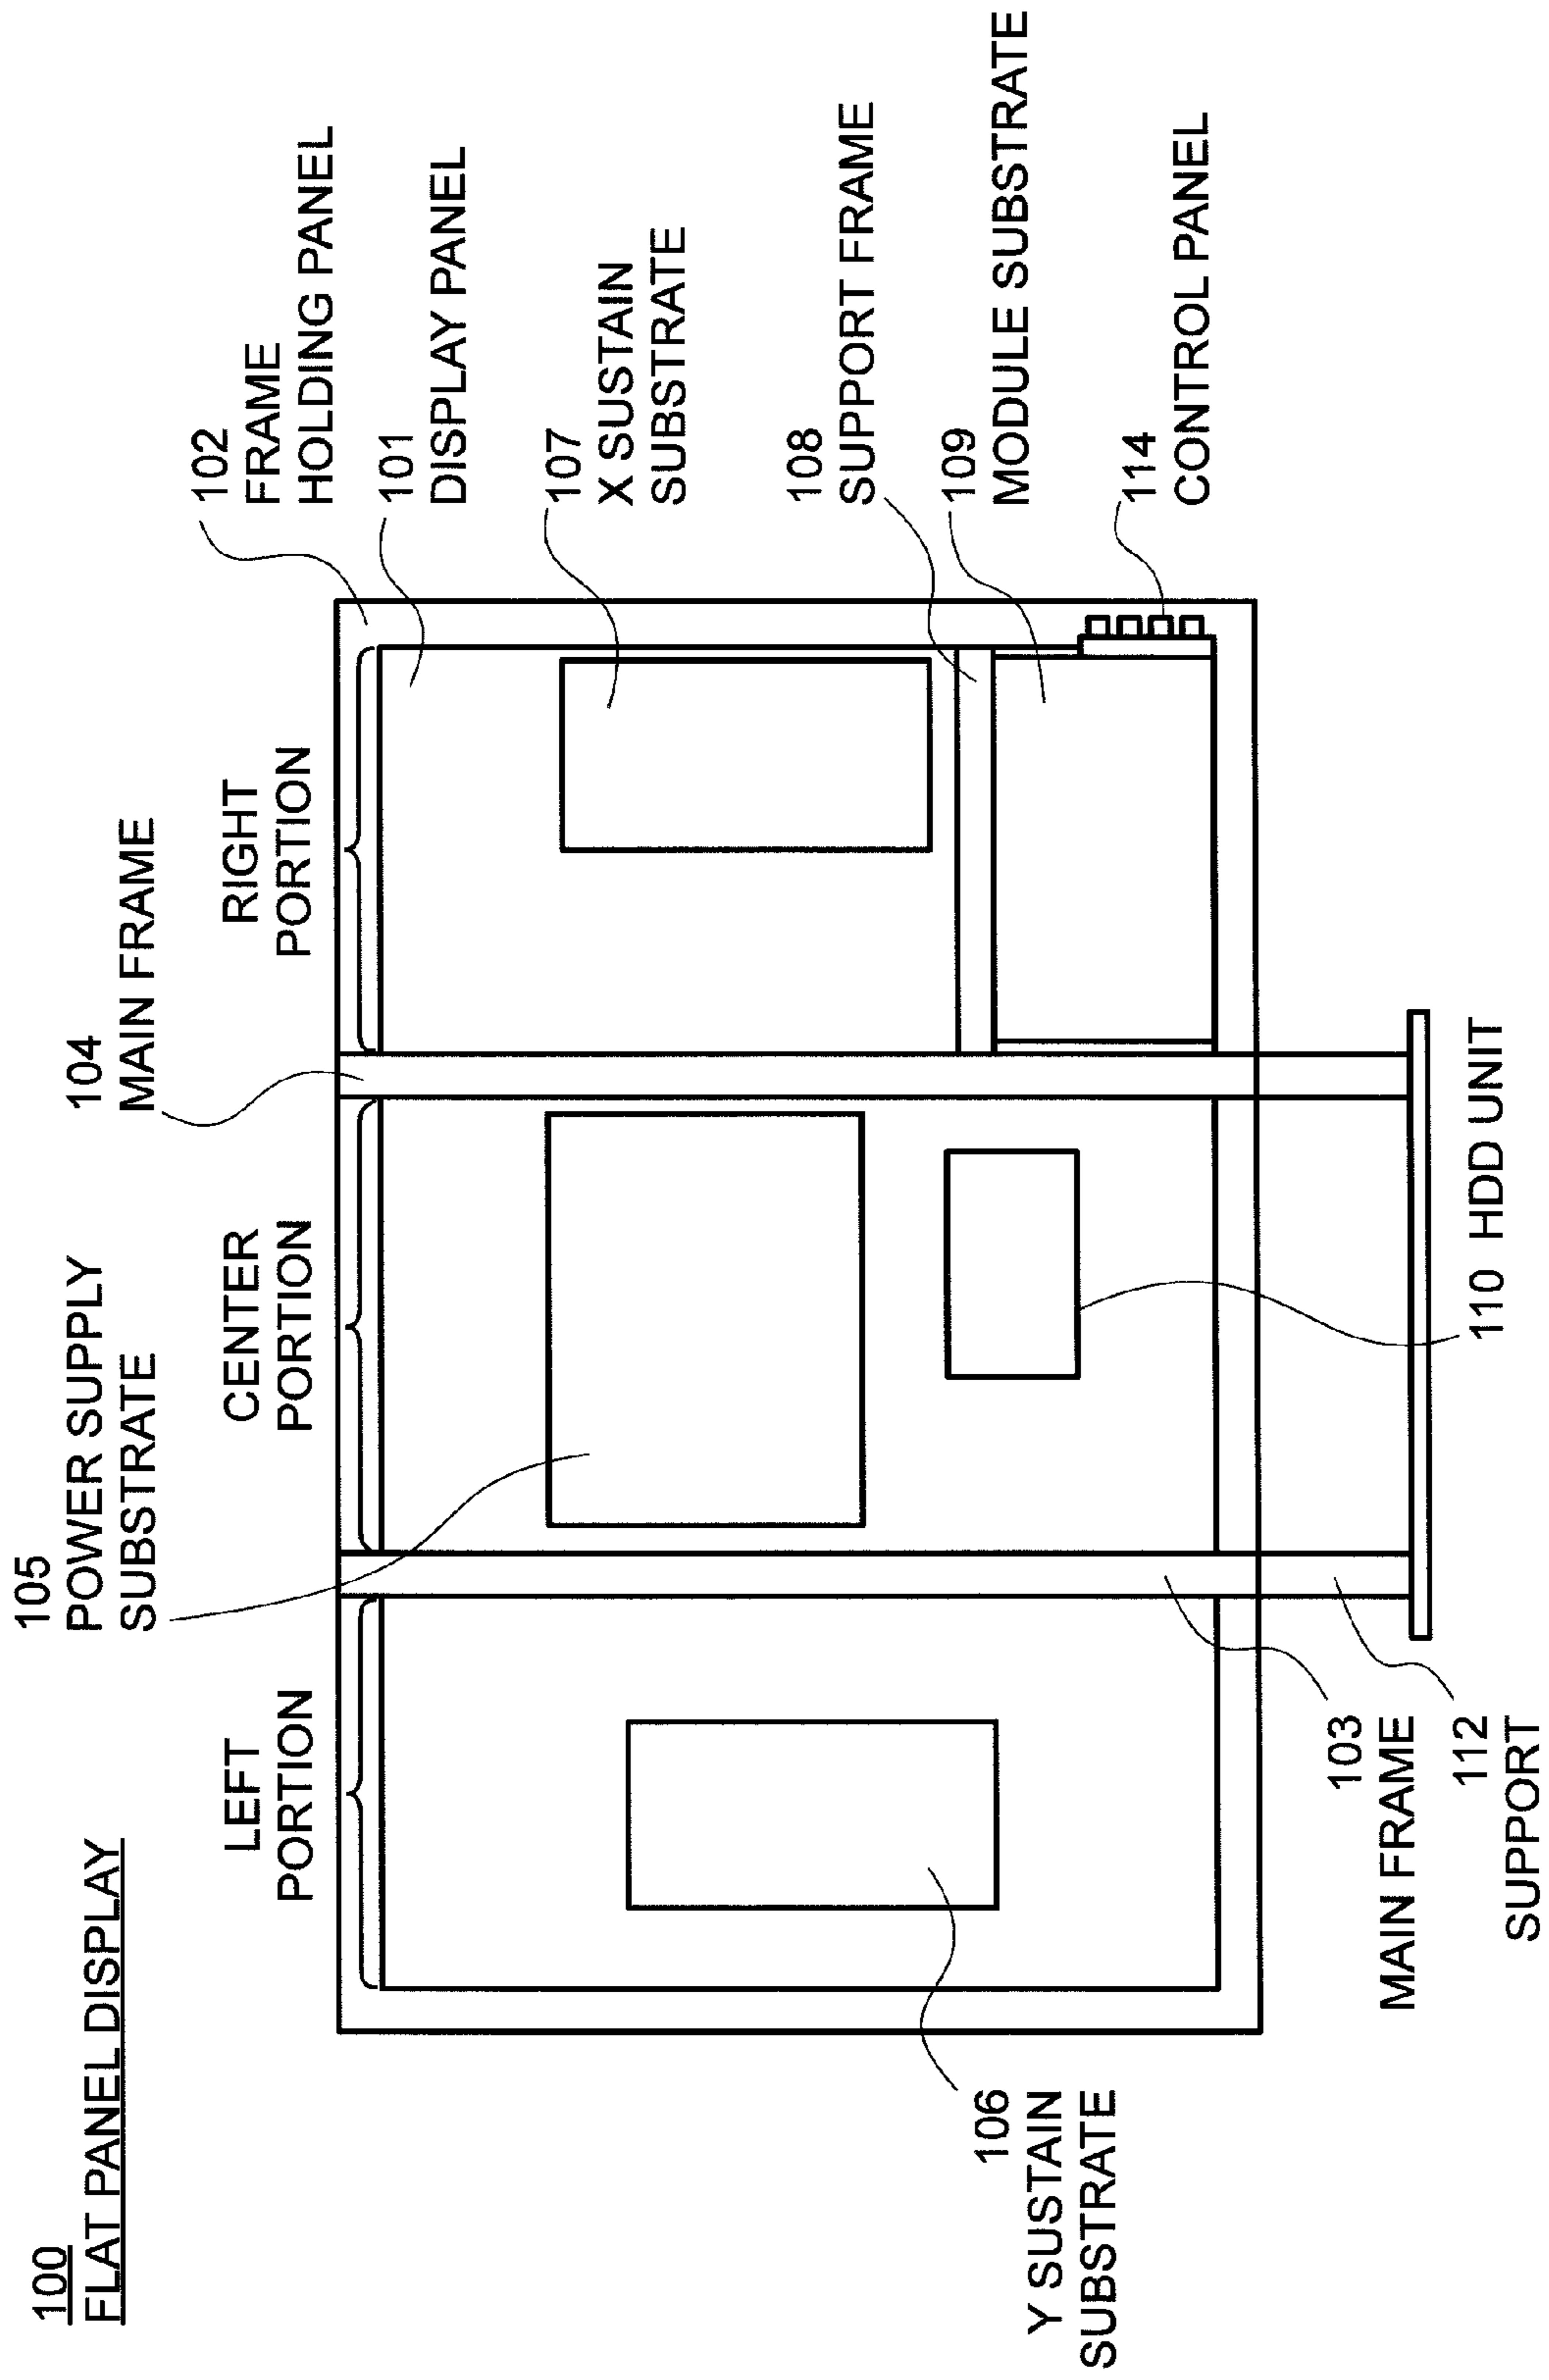 100
FLAT PANEL DISPLAY
105
POWER SUPPLY
SUBSTRATE
104
MAIN FRAME
LEFT
PORTION
CENTER
PORTION
RIGHT
PORTION
102
FRAME
HOLDING PANEL
101
DISPLAY PANEL
107
X SUSTAIN
SUBSTRATE
108
SUPPORT FRAME
109
MODULE SUBSTRATE
114
CONTROL PANEL
106
Y SUSTAIN
SUBSTRATE
103
MAIN FRAME
112
SUPPORT
110 HDD UNIT